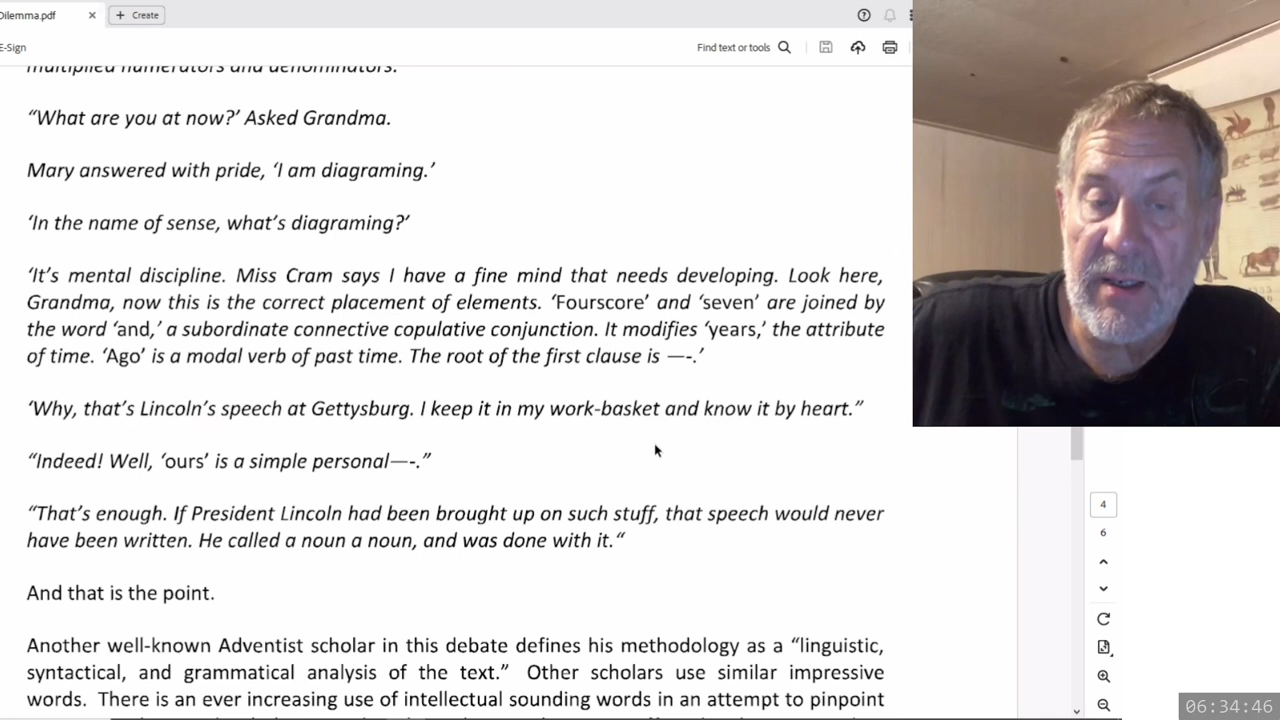 Dilemma.pdf
Create
E-Sign
Find text or tools
multiplied numerators and denominators.
“What are you at now?’ Asked Grandma.
Mary answered with pride, ‘I am diagraming.’
‘In the name of sense, what’s diagraming?’
‘It’s mental discipline. Miss Cram says I have a fine mind that needs developing. Look here,
Grandma, now this is the correct placement of elements. ‘Fourscore’ and ‘seven’ are joined by
the word ‘and,’ a subordinate connective copulative conjunction. It modifies ‘years,’ the attribute
of time. ‘Ago’ is a modal verb of past time. The root of the first clause is —-.’
‘Why, that’s Lincoln’s speech at Gettysburg. I keep it in my work-basket and know it by heart.”
“Indeed! Well, ‘ours’ is a simple personal—-.”
“That’s enough. If President Lincoln had been brought up on such stuff, that speech would never
have been written. He called a noun a noun, and was done with it.“
And that is the point.
Another well-known Adventist scholar in this debate defines his methodology as a “linguistic,
syntactical, and grammatical analysis of the text.” Other scholars use similar impressive
words. There is an ever increasing use of intellectual sounding words in an attempt to pinpoint
4
6
06:34:46